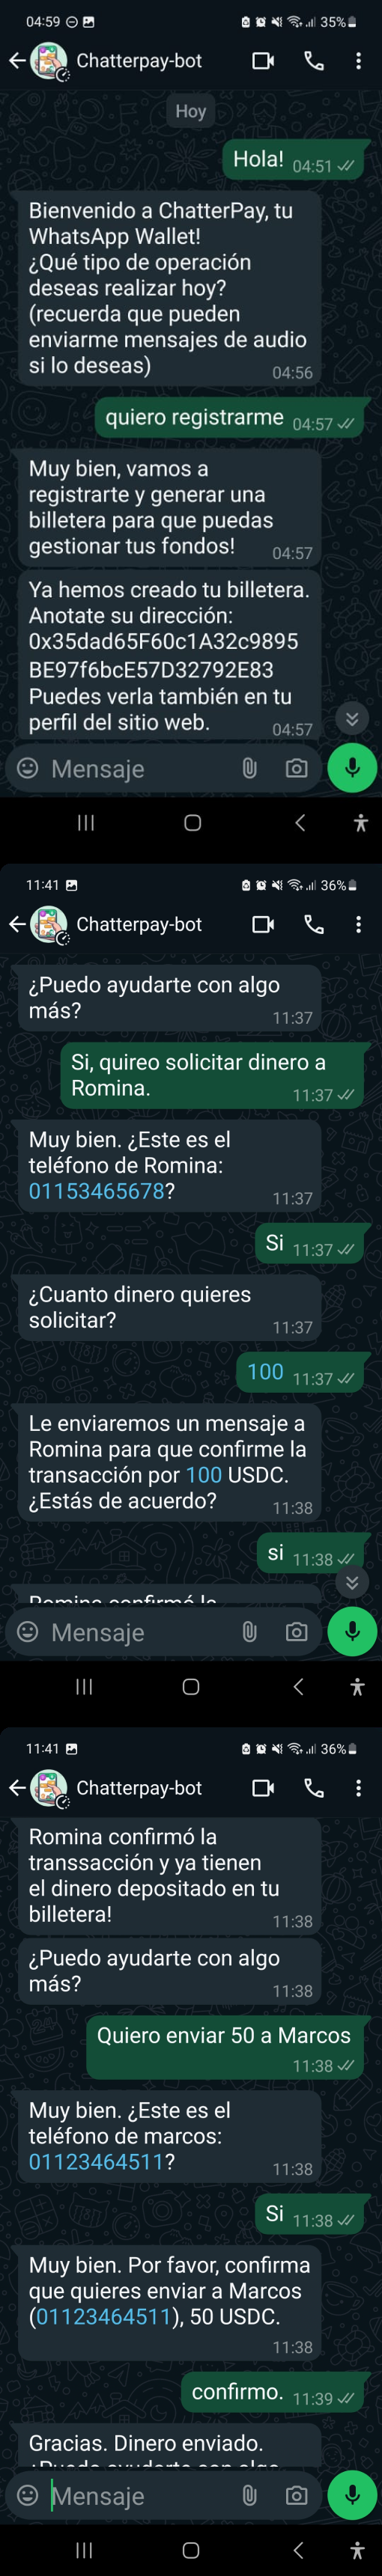 04:59 35%
Chatterpay-bot
Hoy
Hola! 04:51
Bienvenido a ChatterPay, tu
WhatsApp Wallet!
¿Qué tipo de operación
deseas realizar hoy?
(recuerda que pueden
enviarme mensajes de audio
si lo deseas) 04:56
quiero registrarme 04:57
Muy bien, vamos a
registrarte y generar una
billetera para que puedas
gestionar tus fondos! 04:57
Ya hemos creado tu billetera.
Anotate su dirección:
0x35dad65F60c1A32c9895
BE97f6bcE57D32792E83
Puedes verla también en tu
perfil del sitio web. 04:57
Mensaje
11:41 36%
Chatterpay-bot
¿Puedo ayudarte con algo
más? 11:37
Si, quireo solicitar dinero a
Romina. 11:37
Muy bien. ¿Este es el
teléfono de Romina:
01153465678? 11:37
Si 11:37
¿Cuanto dinero quieres
solicitar? 11:37
100 11:37
Le enviaremos un mensaje a
Romina para que confirme la
transacción por 100 USDC.
¿Estás de acuerdo? 11:38
si 11:38
Romina confirmó la
Mensaje
11:41 36%
Chatterpay-bot
Romina confirmó la
transsacción y ya tienen
el dinero depositado en tu
billetera! 11:38
¿Puedo ayudarte con algo
más? 11:38
Quiero enviar 50 a Marcos
11:38
Muy bien. ¿Este es el
teléfono de marcos:
01123464511? 11:38
Si 11:38
Muy bien. Por favor, confirma
que quieres enviar a Marcos
(01123464511), 50 USDC.
11:38
confirmo. 11:39
Gracias. Dinero enviado.
¿Puedo ayudarte con algo
Mensaje